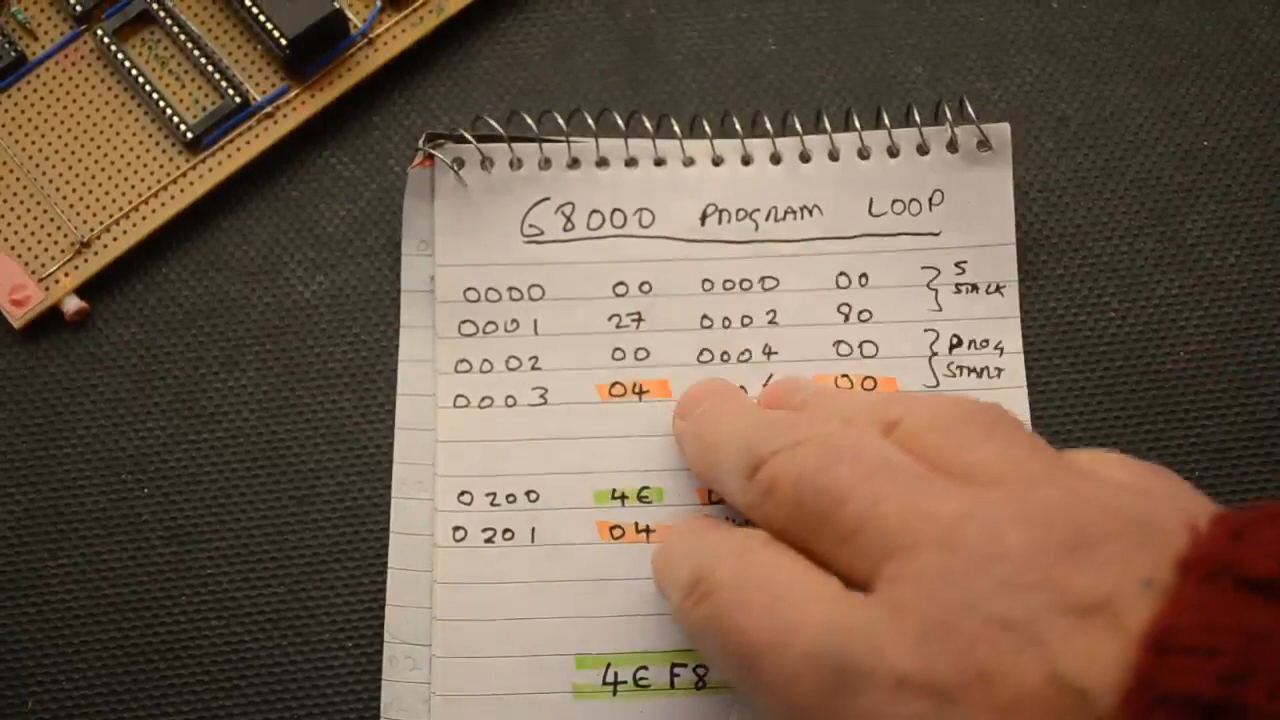 68000 PROGRAM LOOP
0000 00 0000 00 S
STACK
0001 27 0002 80
0002 00 0004 00 PROG
START
0003 04 00
0200 4E
0201 04
4EF8